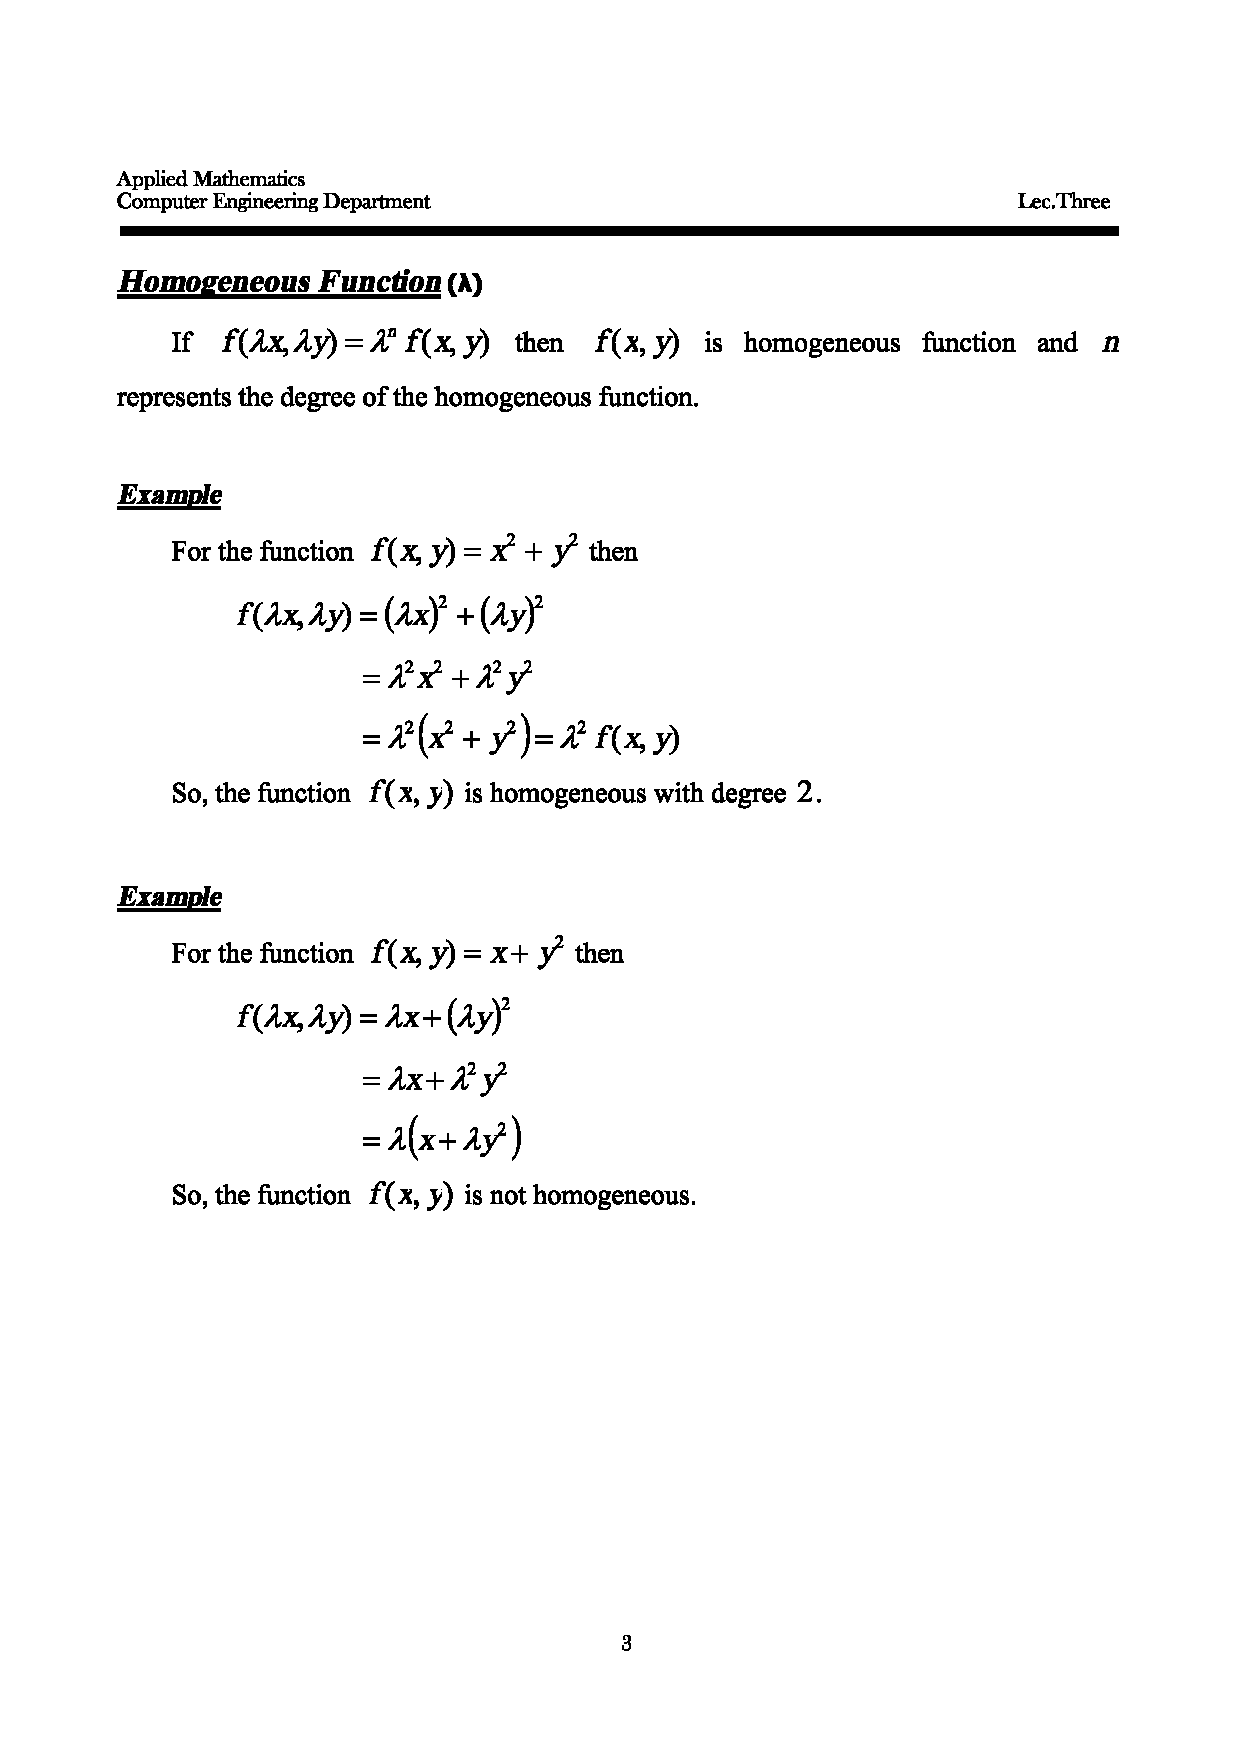 Applied Mathematics
Computer Engineering Department Lec.Three
Homogeneous Function (λ)
If f(λx, λy) = λⁿ f(x, y) then f(x, y) is homogeneous function and n
represents the degree of the homogeneous function.
Example
For the function f(x, y) = x² + y² then
f(λx, λy) = (λx)² + (λy)²
= λ²x² + λ²y²
= λ²(x² + y²) = λ² f(x, y)
So, the function f(x, y) is homogeneous with degree 2.
Example
For the function f(x, y) = x + y² then
f(λx, λy) = λx + (λy)²
= λx + λ²y²
= λ(x + λy²)
So, the function f(x, y) is not homogeneous.
3